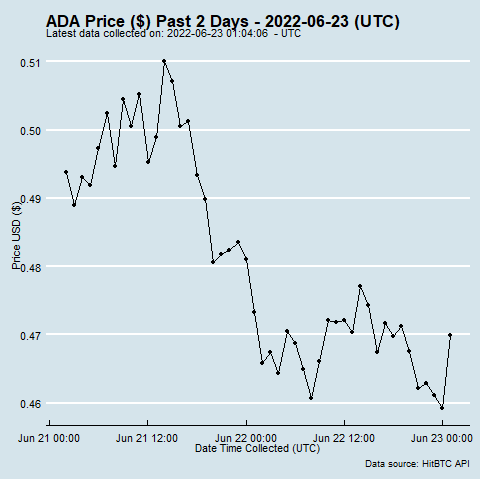 ADA Price ($) Past 2 Days - 2022-06-23 (UTC)
Latest data collected on: 2022-06-23 01:04:06 - UTC
0.51
0.50
0.49
0.48
0.47
0.46
Price USD ($)
Jun 21 00:00
Jun 21 12:00
Jun 22 00:00
Jun 22 12:00
Jun 23 00:00
Date Time Collected (UTC)
Data source: HitBTC API